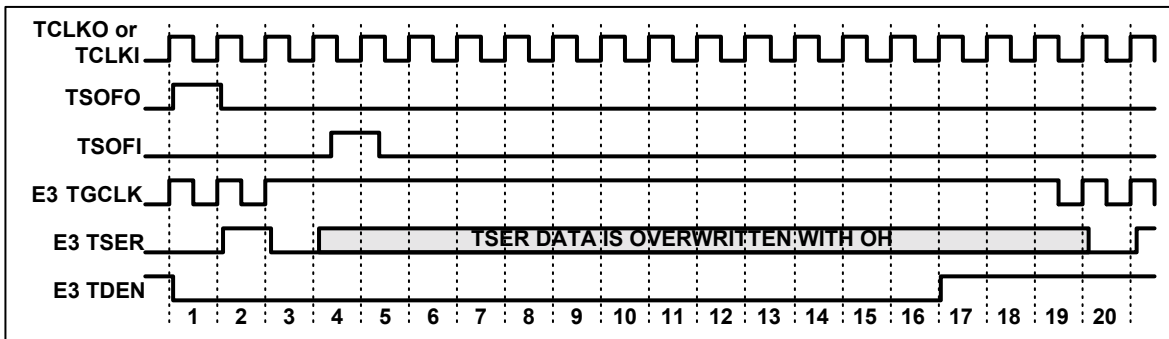 TCLKO or
TCLKI
TSOFO
TSOFI
E3 TGCLK
E3 TSER
TSER DATA IS OVERWRITTEN WITH OH
E3 TDEN
1 2 3 4 5 6 7 8 9 10 11 12 13 14 15 16 17 18 19 20